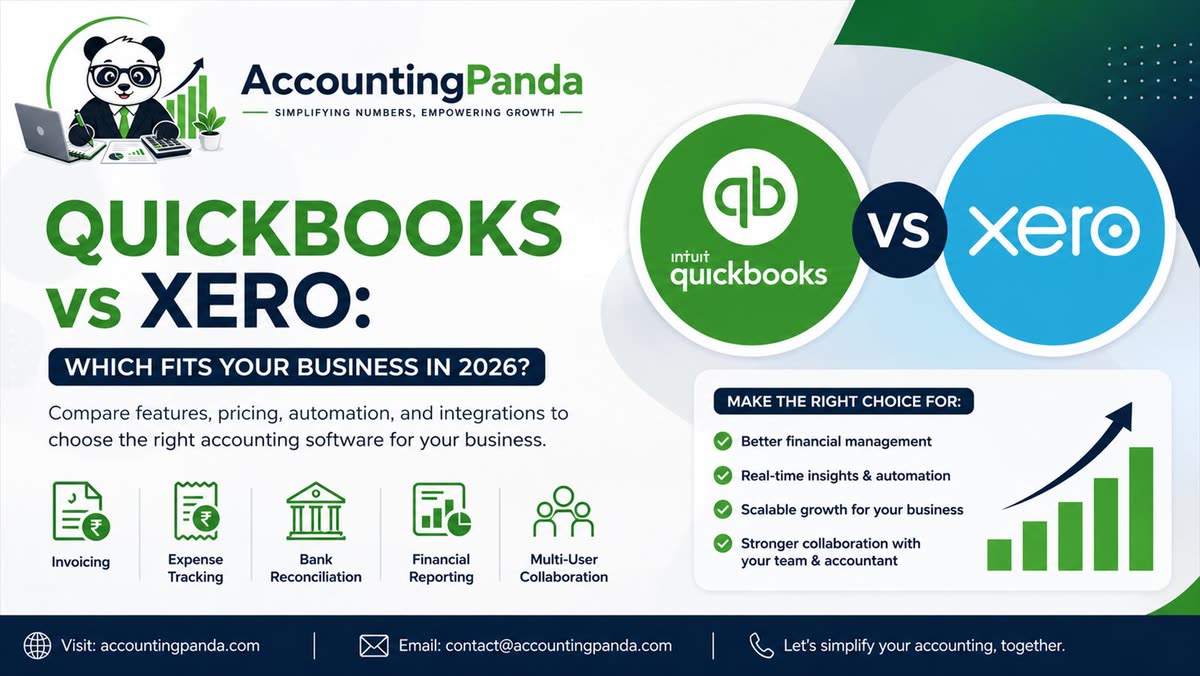 AccountingPanda
SIMPLIFYING NUMBERS, EMPOWERING GROWTH
QUICKBOOKS
vs XERO:
WHICH FITS YOUR BUSINESS IN 2026?
Compare features, pricing, automation, and integrations to
choose the right accounting software for your business.
₹
Invoicing
₹
Expense
Tracking
Bank
Reconciliation
Financial
Reporting
Multi-User
Collaboration
qb
intuit
quickbooks
VS
xero
MAKE THE RIGHT CHOICE FOR:
Better financial management
Real-time insights & automation
Scalable growth for your business
Stronger collaboration with
your team & accountant
Visit: accountingpanda.com
Email: contact@accountingpanda.com
Let's simplify your accounting, together.